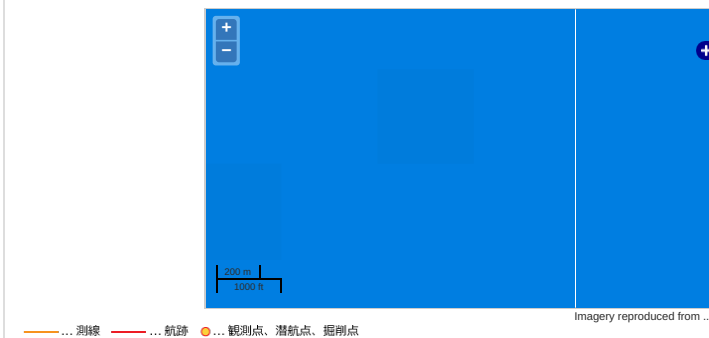 +
−
+
200 m
1000 ft
Imagery reproduced from ..
... 測線 ... 航跡 ... 観測点、潜航点、掘削点